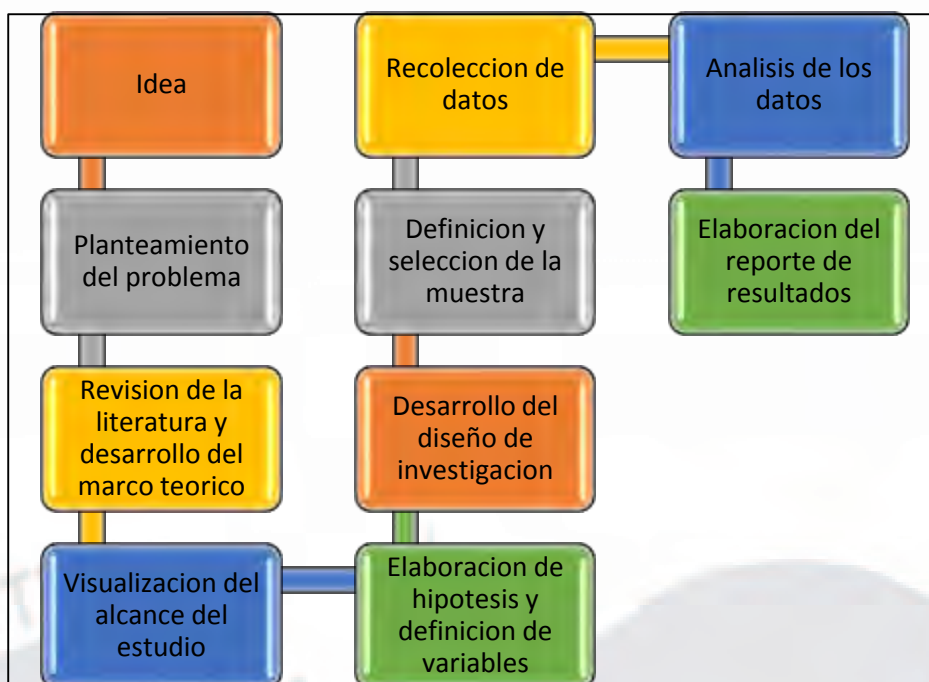 Idea
Planteamiento
del problema
Revision de la
literatura y
desarrollo del
marco teorico
Visualizacion del
alcance del
estudio
Elaboracion de
hipotesis y
definicion de
variables
Desarrollo del
diseño de
investigacion
Definicion y
seleccion de la
muestra
Recoleccion de
datos
Analisis de los
datos
Elaboracion del
reporte de
resultados